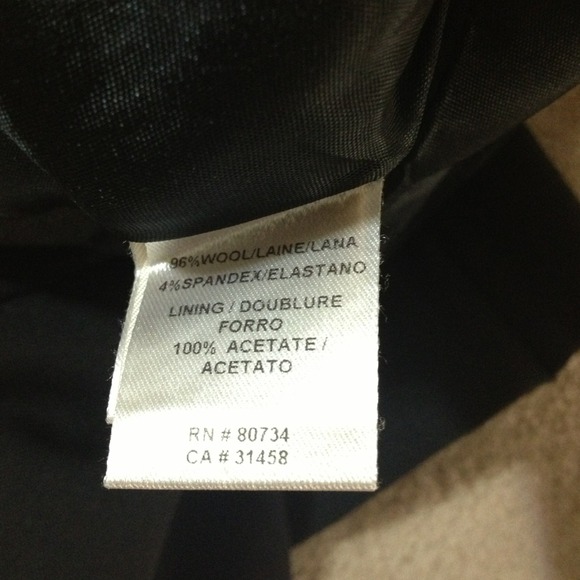 96%WOOL/LAINE/LANA
4%SPANDEX/ELASTANO
LINING / DOUBLURE
FORRO
100% ACETATE /
ACETATO
RN # 80734
CA # 31458